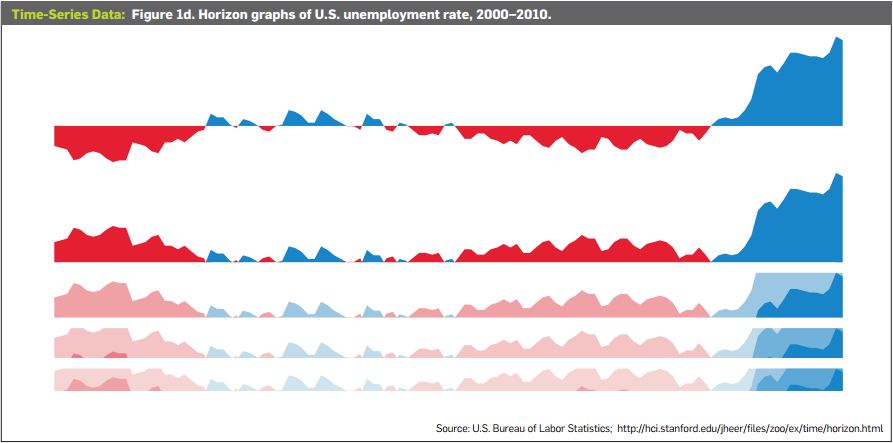 Time-Series Data: Figure 1d. Horizon graphs of U.S. unemployment rate, 2000–2010.
Source: U.S. Bureau of Labor Statistics; http://hci.stanford.edu/jheer/files/zoo/ex/time/horizon.html